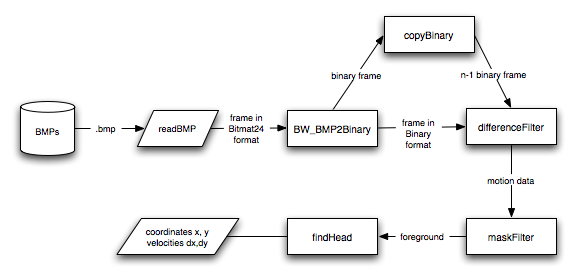 copyBinary
binary frame
n-1 binary frame
BMPs
.bmp
readBMP
frame in
Bitmat24
format
BW_BMP2Binary
frame in
Binary
format
differenceFilter
motion data
coordinates x, y
velocities dx,dy
findHead
foreground
maskFilter